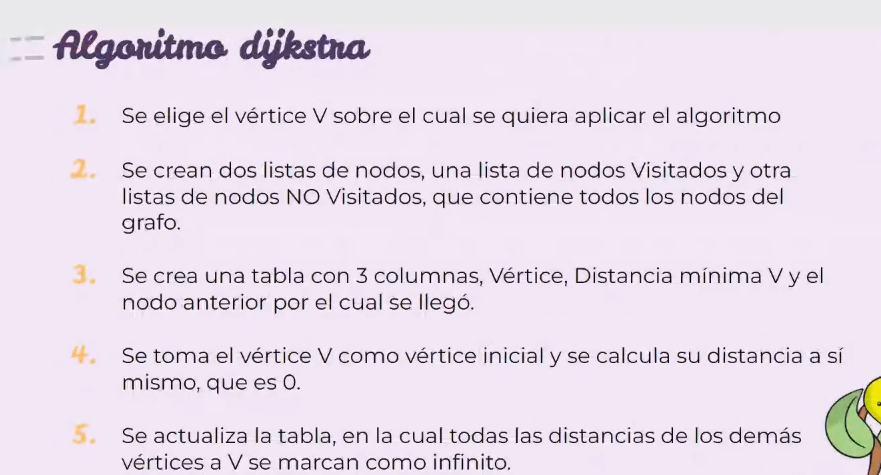 Algoritmo dijkstra
1. Se elige el vértice V sobre el cual se quiera aplicar el algoritmo
2. Se crean dos listas de nodos, una lista de nodos Visitados y otra
listas de nodos NO Visitados, que contiene todos los nodos del
grafo.
3. Se crea una tabla con 3 columnas, Vértice, Distancia mínima V y el
nodo anterior por el cual se llegó.
4. Se toma el vértice V como vértice inicial y se calcula su distancia a sí
mismo, que es 0.
5. Se actualiza la tabla, en la cual todas las distancias de los demás
vértices a V se marcan como infinito.